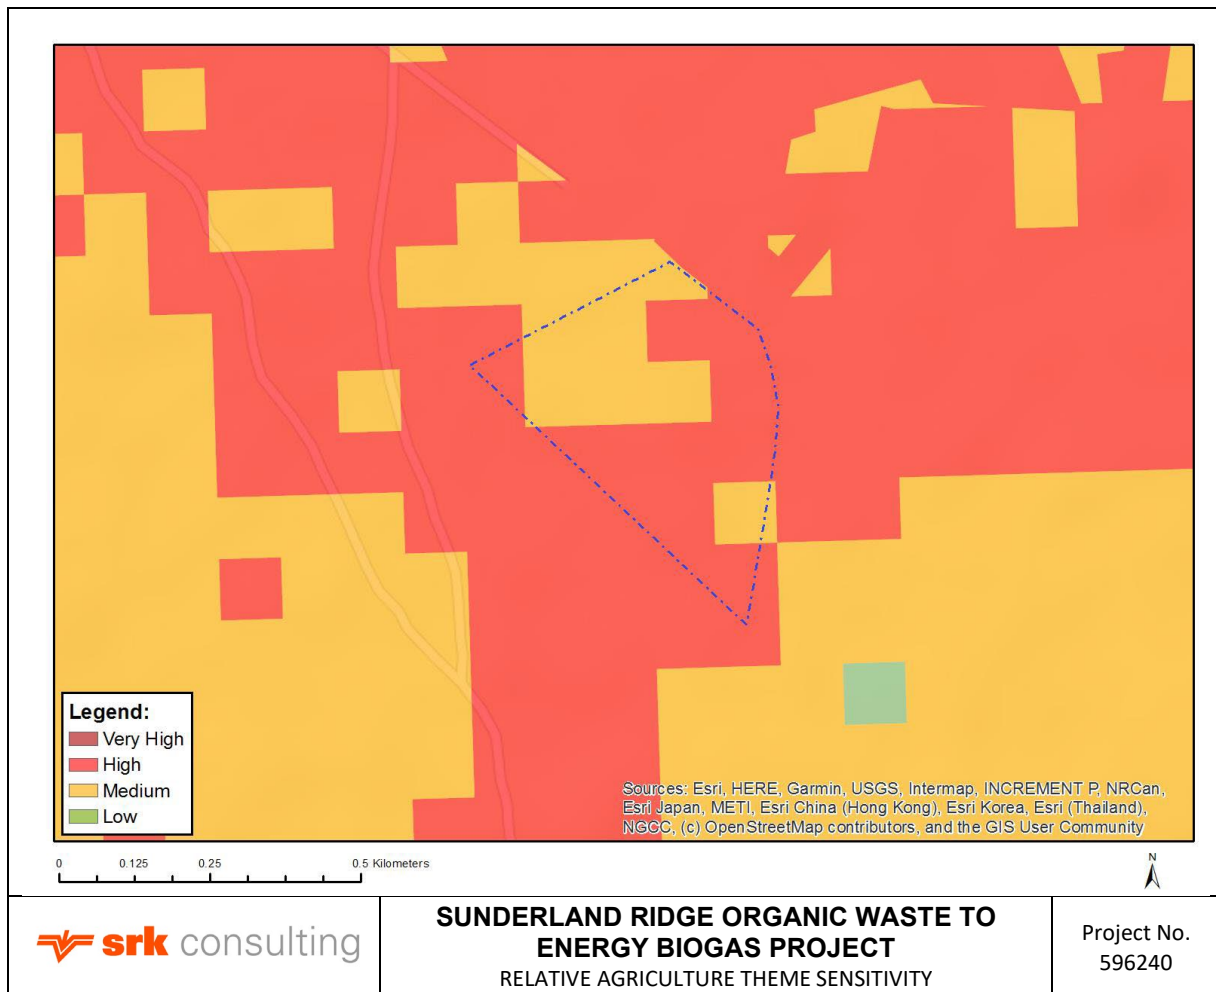 Legend:
Very High
High
Medium
Low
Sources: Esri, HERE, Garmin, USGS, Intermap, INCREMENT P, NRCan,
Esri Japan, METI, Esri China (Hong Kong), Esri Korea, Esri (Thailand),
NGCC, (c) OpenStreetMap contributors, and the GIS User Community
0 0.125 0.25 0.5 Kilometers
N
srk consulting
SUNDERLAND RIDGE ORGANIC WASTE TO
ENERGY BIOGAS PROJECT
RELATIVE AGRICULTURE THEME SENSITIVITY
Project No.
596240